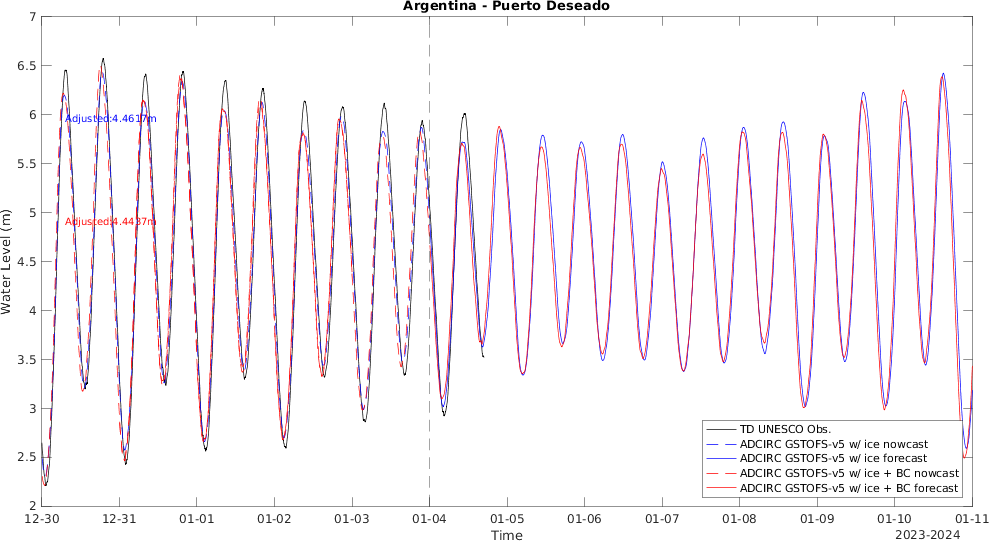 Argentina - Puerto Deseado
7
6.5
6
5.5
5
4.5
4
3.5
3
2.5
2
Water Level (m)
Adjusted:4.4617m
Adjusted:4.4437m
TD UNESCO Obs.
ADCIRC GSTOFS-v5 w/ ice nowcast
ADCIRC GSTOFS-v5 w/ ice forecast
ADCIRC GSTOFS-v5 w/ ice + BC nowcast
ADCIRC GSTOFS-v5 w/ ice + BC forecast
12-30 12-31 01-01 01-02 01-03 01-04 01-05 01-06 01-07 01-08 01-09 01-10 01-11
Time
2023-2024